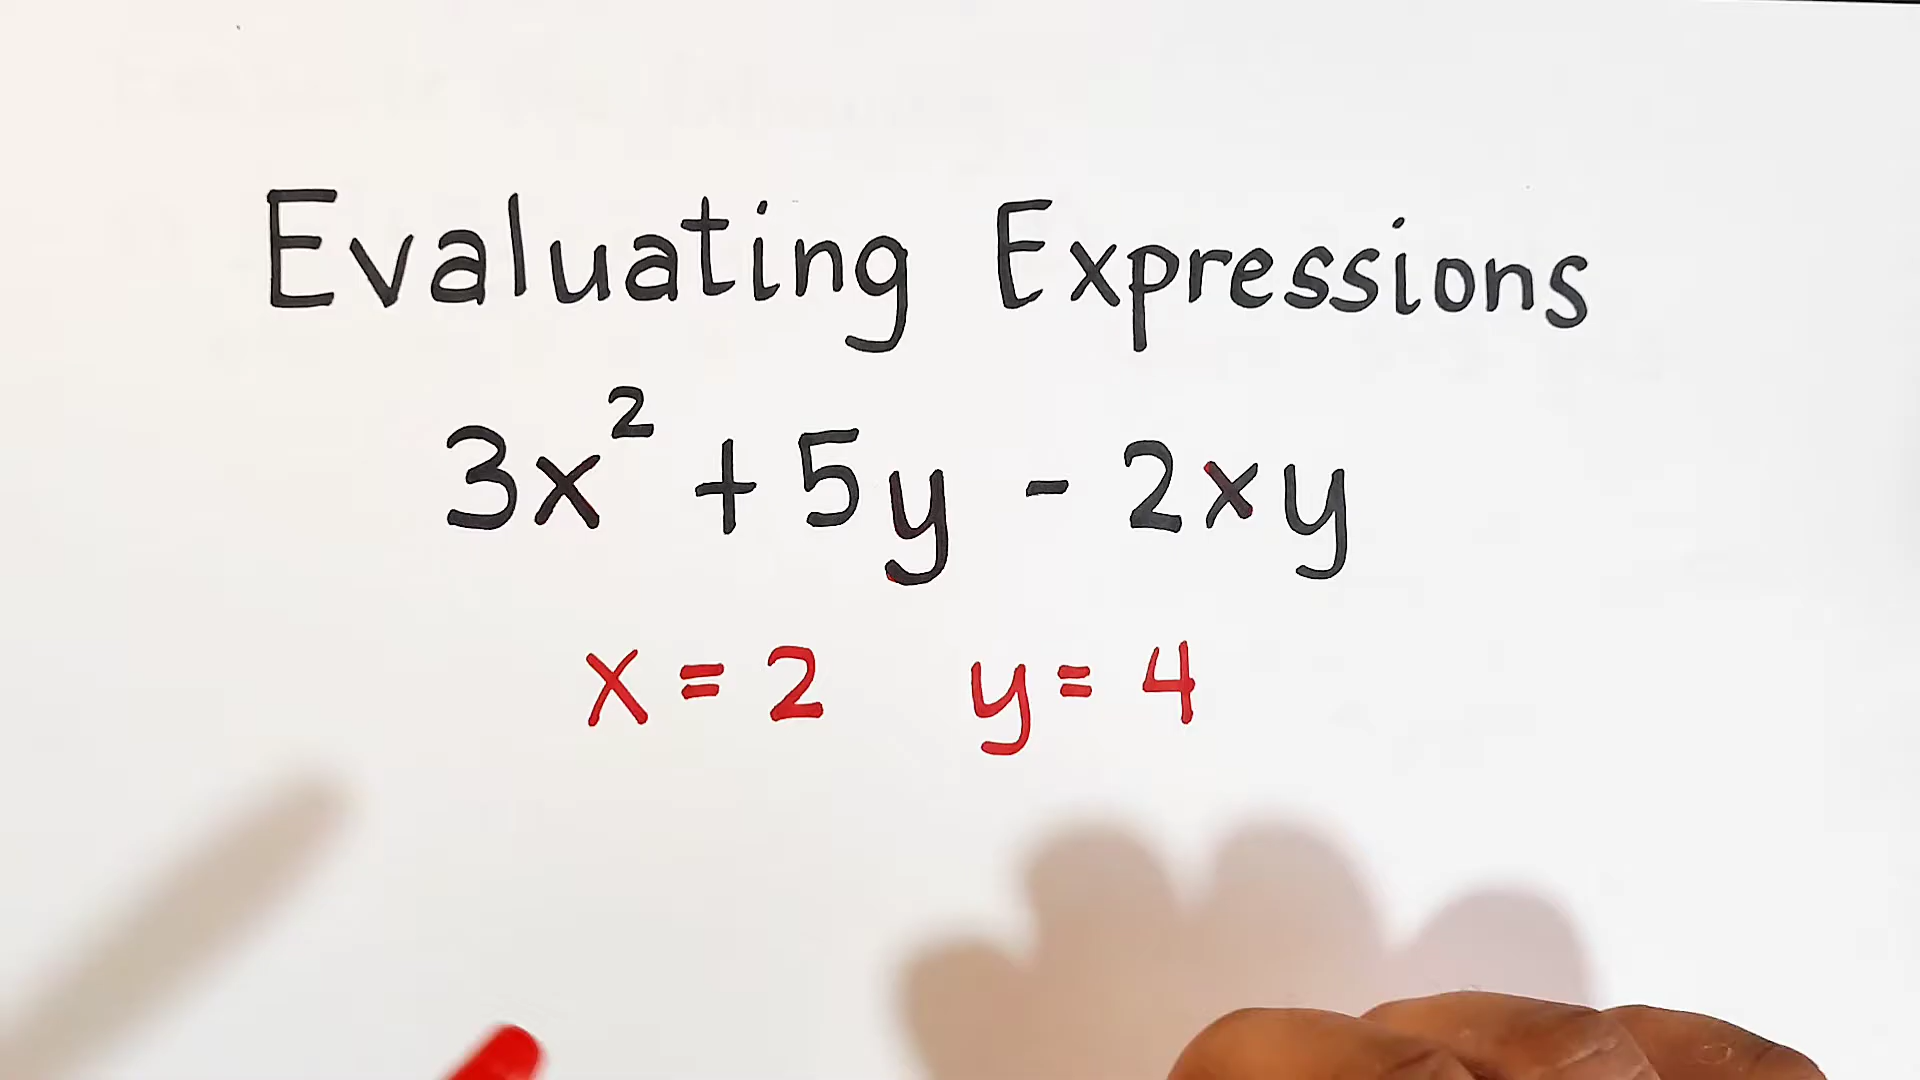 Evaluating Expressions
3x² + 5y - 2xy
x = 2 y = 4